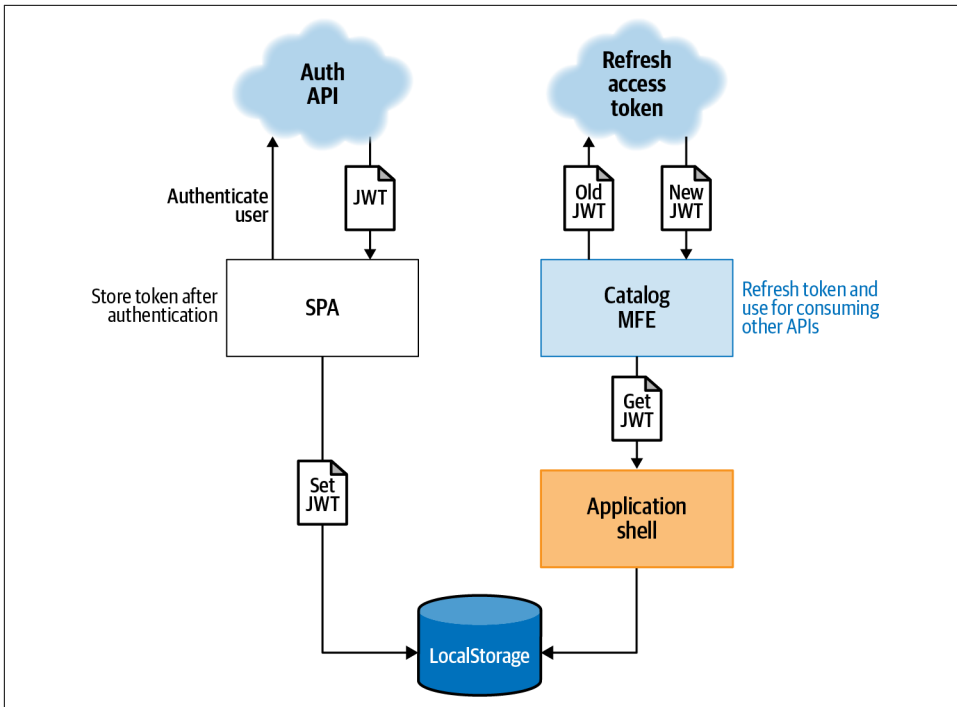 Auth
API
Refresh
access
token
Authenticate
user
JWT
Old
JWT
New
JWT
Store token after
authentication
SPA
Catalog
MFE
Refresh token and
use for consuming
other APIs
Get
JWT
Set
JWT
Application
shell
LocalStorage